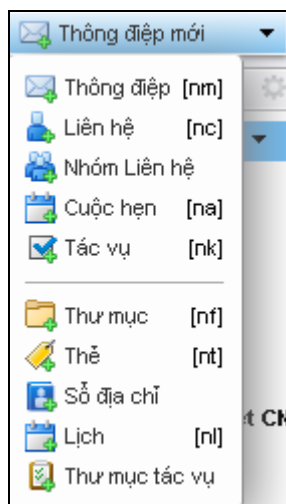 Thông điệp mới
Thông điệp [nm]
Liên hệ [nc]
Nhóm Liên hệ
Cuộc hẹn [na]
Tác vụ [nk]
Thư mục [nf]
Thẻ [nt]
Sổ địa chỉ
Lịch [nl]
Thư mục tác vụ